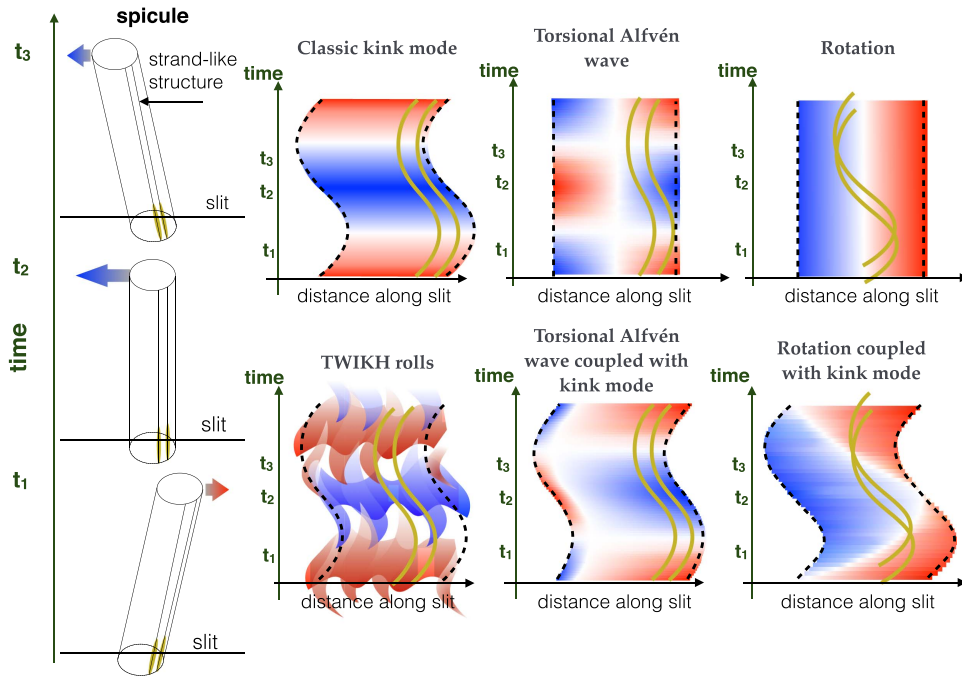 spicule
t3
strand-like
structure
slit
t2
slit
time
t1
slit
Classic kink mode
time
t3
t2
t1
distance along slit
Torsional Alfvén
wave
time
t3
t2
t1
distance along slit
Rotation
time
t3
t2
t1
distance along slit
TWIKH rolls
time
t3
t2
t1
distance along slit
Torsional Alfvén
wave coupled with
kink mode
time
t3
t2
t1
distance along slit
Rotation coupled
with kink mode
time
t3
t2
t1
distance along slit